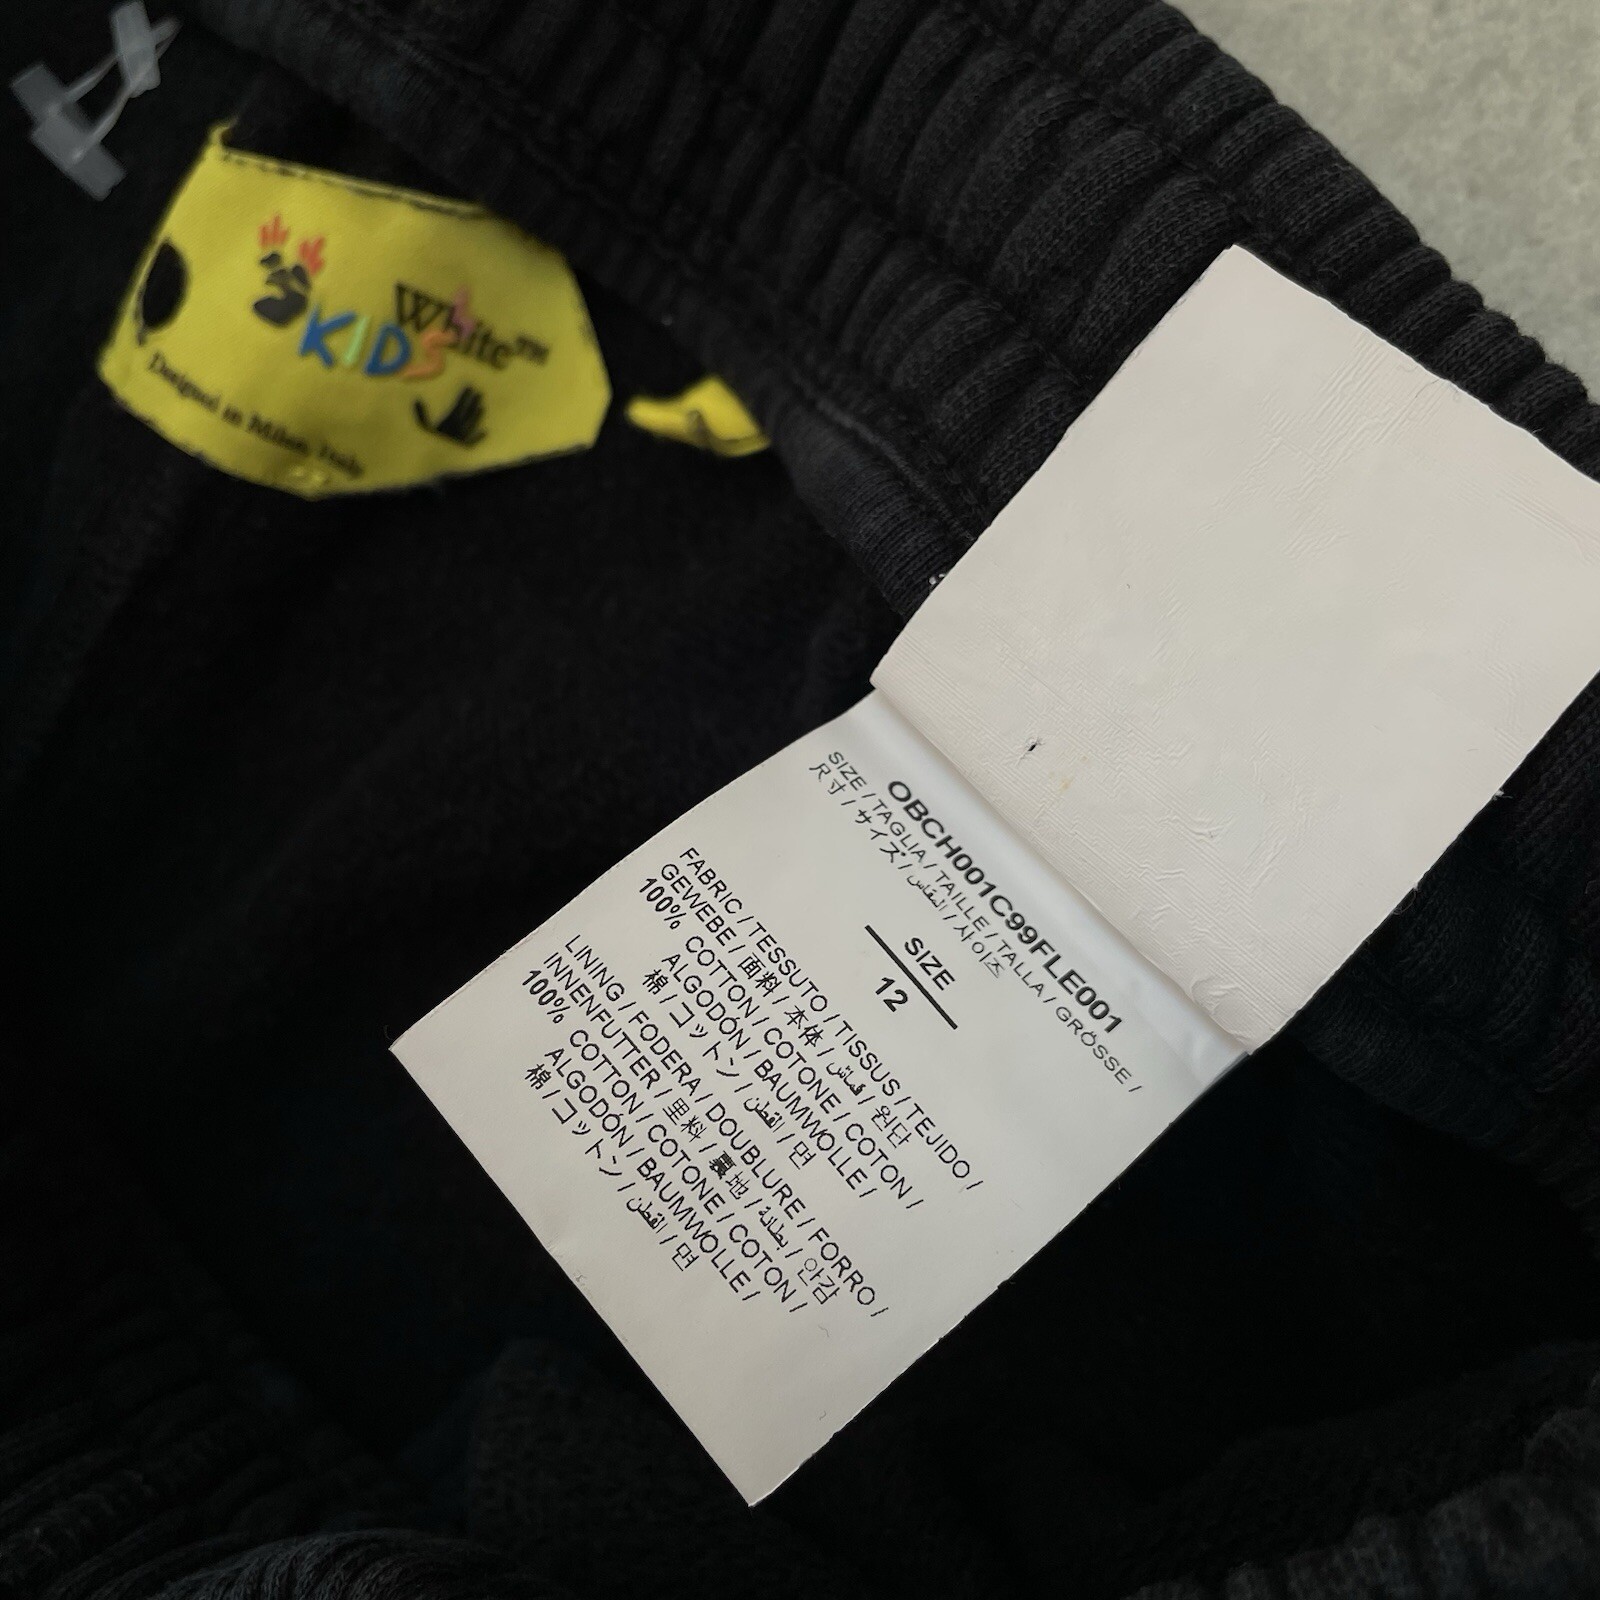 KIDS
White™
Designed in Milan, Italy
OBCH001C99FLE001
SIZE / TAGLIA / TAILLE / TALLA / GRÖSSE /
尺寸 / サイズ / المقاس / 사이즈
SIZE
12
FABRIC / TESSUTO / TISSUS / TEJIDO /
GEWEBE / 面料 / 本体 / قماش / 원단
100% COTTON / COTONE / COTON /
ALGODÓN / BAUMWOLLE /
棉 / コットン / القطن / 면
LINING / FODERA / DOUBLURE / FORRO /
INNENFUTTER / 里料 / 裏地 / بطانة / 안감
100% COTTON / COTONE / COTON /
ALGODÓN / BAUMWOLLE /
棉 / コットン / القطن / 면